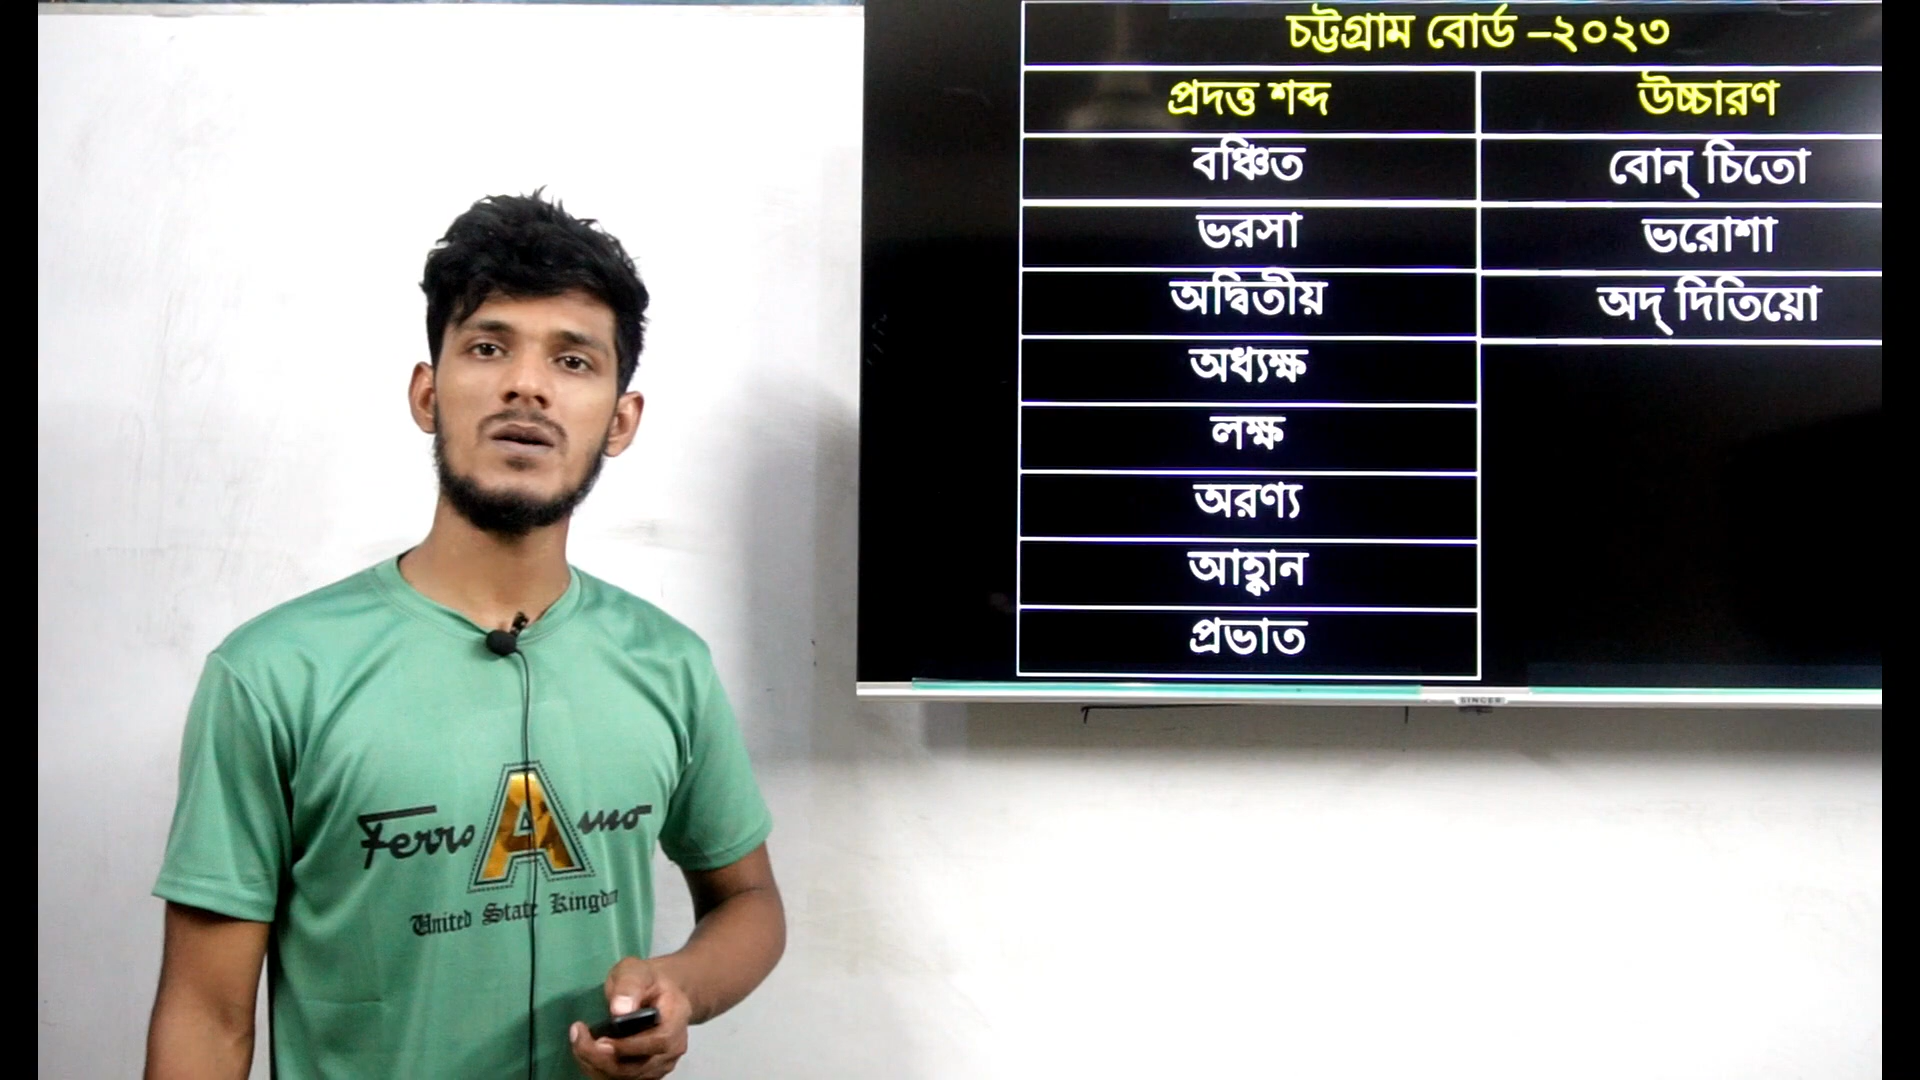 চট্টগ্রাম বোর্ড –২০২৩
প্রদত্ত শব্দ উচ্চারণ
বঞ্চিত বোন্ চিতো
ভরসা ভরোশা
অদ্বিতীয় অদ্ দিতিয়ো
অধ্যক্ষ
লক্ষ
অরণ্য
আহ্বান
প্রভাত
SINGER
Ferro A
United State Kingdom